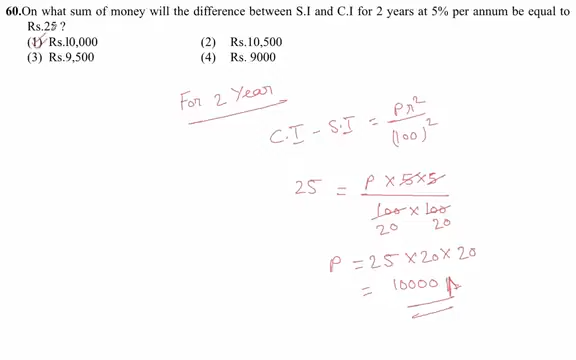 60.On what sum of money will the difference between S.I and C.I for 2 years at 5% per annum be equal to
Rs.25 ?
(1) Rs.10,000 (2) Rs.10,500
(3) Rs.9,500 (4) Rs. 9000
For 2 Year
C.I - S.I = Pr²/(100)²
25 = P × 5 × 5 / 100 × 100
20 20
P = 25 × 20 × 20
= 10000